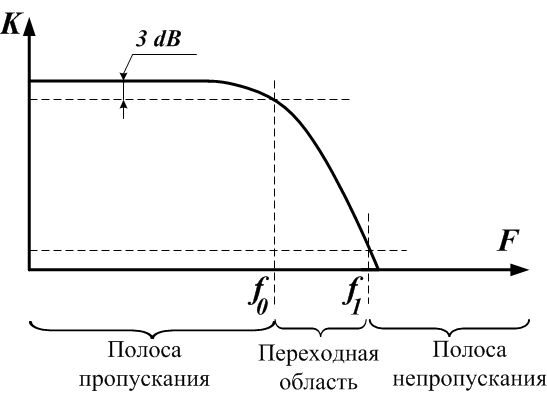 K
3 dB
F
f0
f1
Полоса
пропускания
Переходная
область
Полоса
непропускания